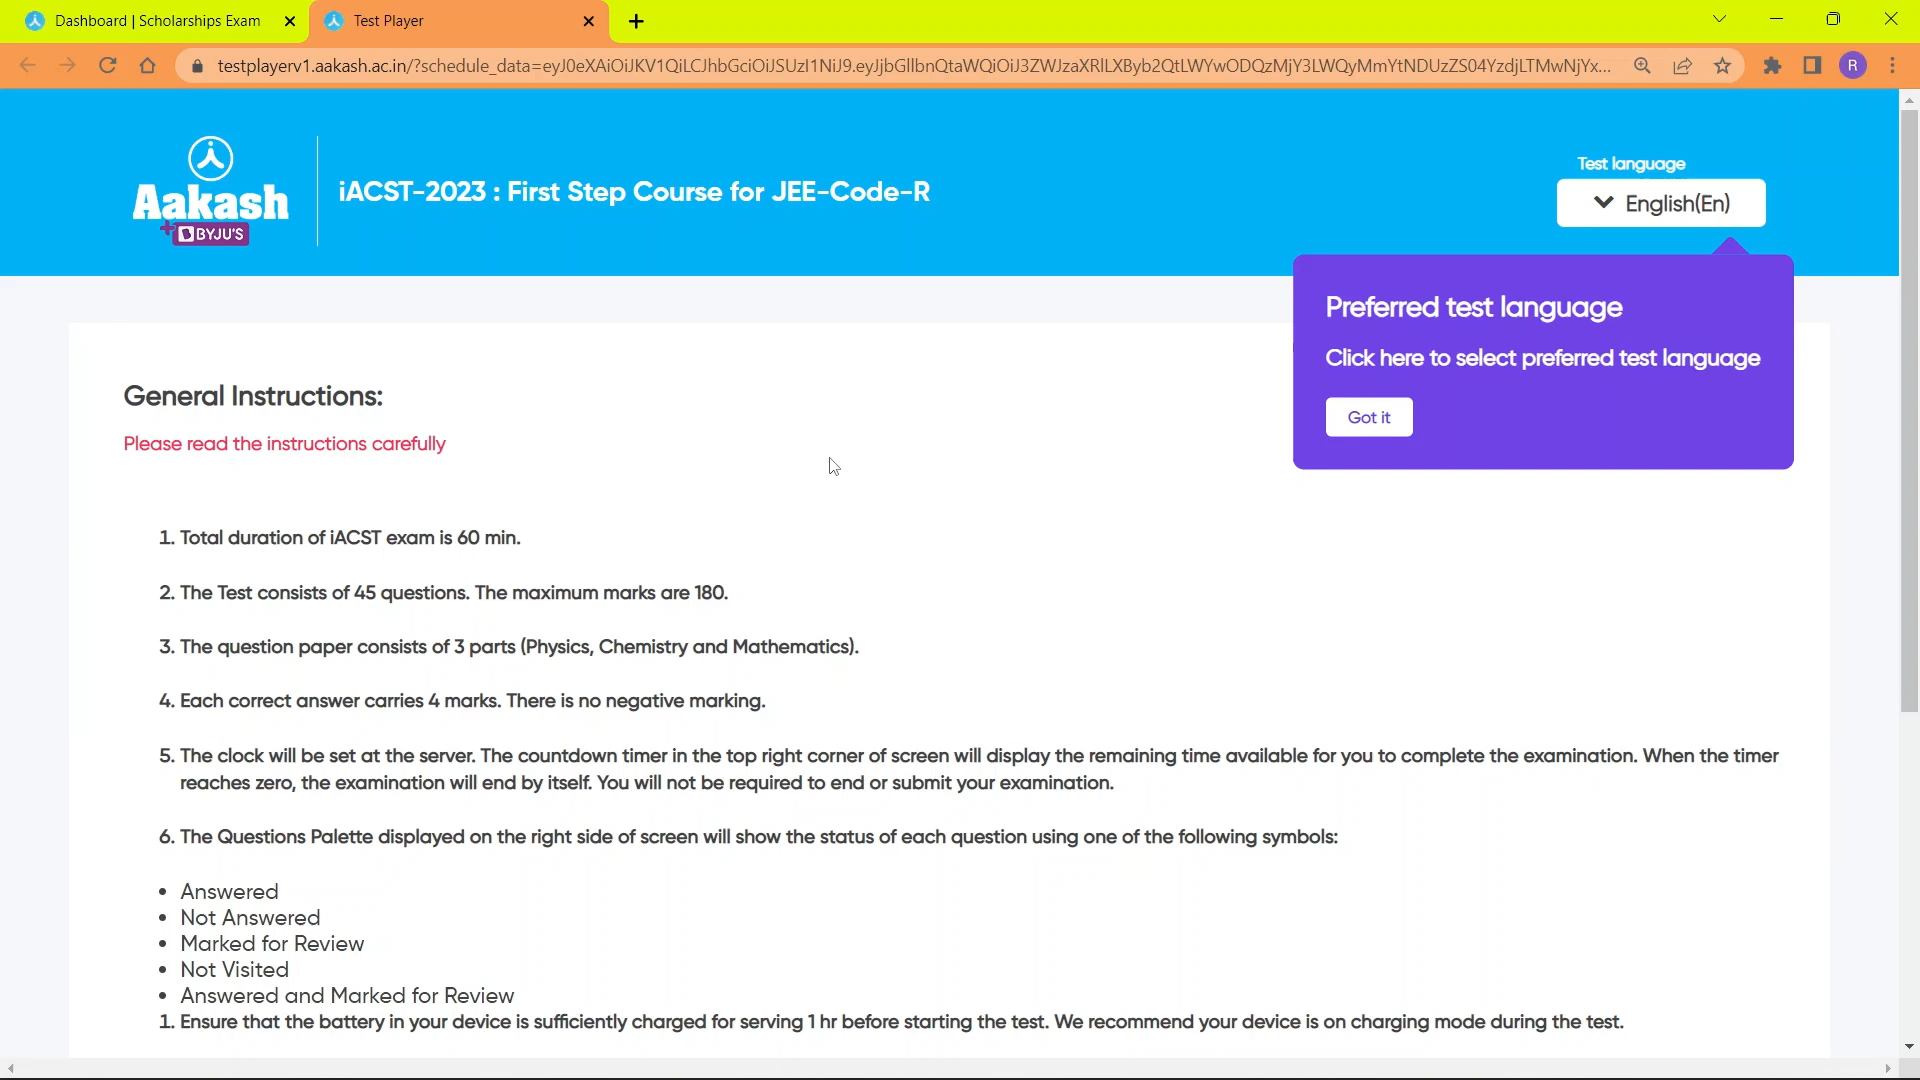 Dashboard | Scholarships Exam
Test Player
R
Aakash
BYJU'S
iACST-2023 : First Step Course for JEE-Code-R
Test language
English(En)
Preferred test language
Click here to select preferred test language
Got it
General Instructions:
Please read the instructions carefully
1. Total duration of iACST exam is 60 min.
2. The Test consists of 45 questions. The maximum marks are 180.
3. The question paper consists of 3 parts (Physics, Chemistry and Mathematics).
4. Each correct answer carries 4 marks. There is no negative marking.
5. The clock will be set at the server. The countdown timer in the top right corner of screen will display the remaining time available for you to complete the examination. When the timer
reaches zero, the examination will end by itself. You will not be required to end or submit your examination.
6. The Questions Palette displayed on the right side of screen will show the status of each question using one of the following symbols:
• Answered
• Not Answered
• Marked for Review
• Not Visited
• Answered and Marked for Review
1. Ensure that the battery in your device is sufficiently charged for serving 1 hr before starting the test. We recommend your device is on charging mode during the test.